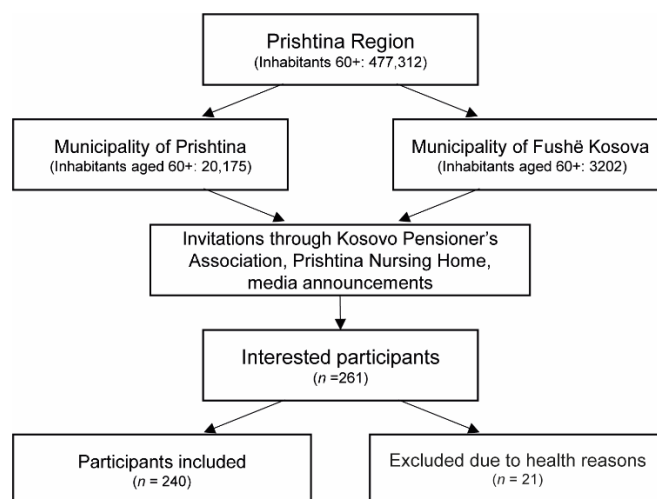 Prishtina Region
(Inhabitants 60+: 477,312)
Municipality of Prishtina
(Inhabitants aged 60+: 20,175)
Municipality of Fushë Kosova
(Inhabitants aged 60+: 3202)
Invitations through Kosovo Pensioner's
Association, Prishtina Nursing Home,
media announcements
Interested participants
(n =261)
Participants included
(n = 240)
Excluded due to health reasons
(n = 21)